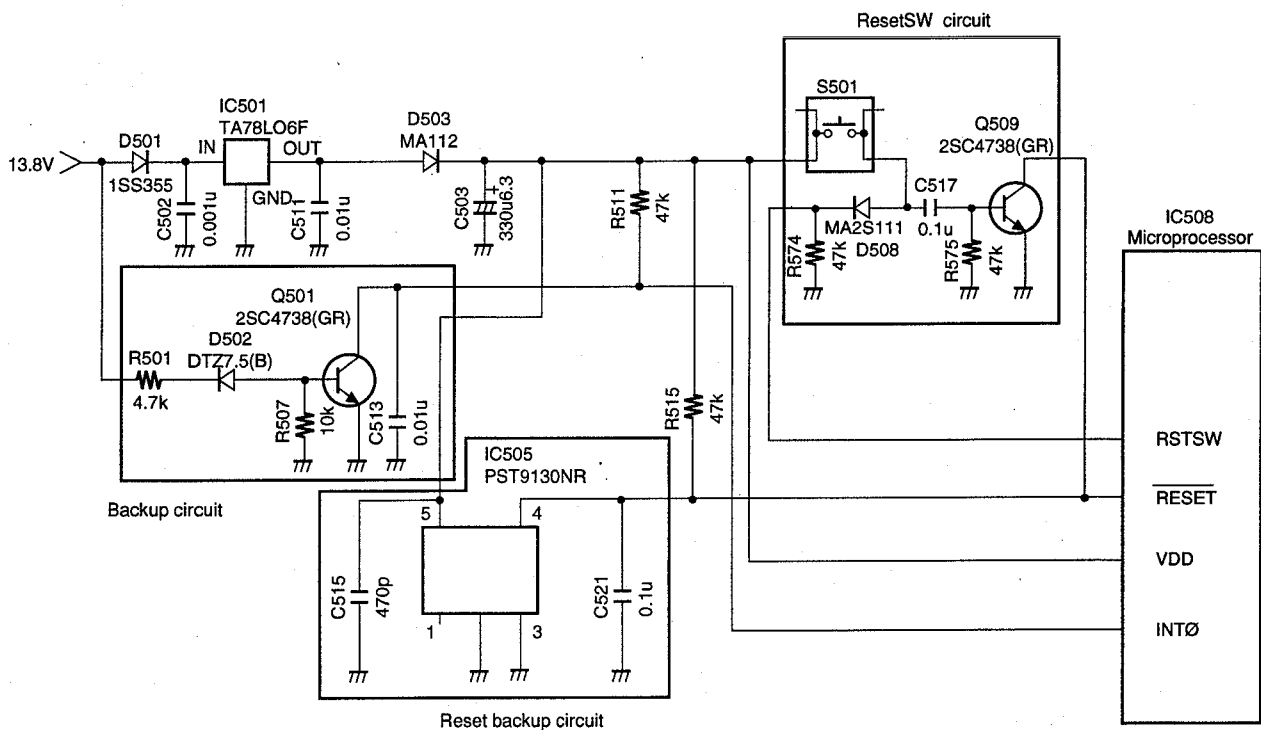 ResetSW circuit
S501
Q509
2SC4738(GR)
IC501
TA78LO6F
D501
IN
OUT
D503
MA112
13.8V
1SS355
GND
C502
0.001u
C511
0.01u
C503
+
330u6.3
R511
47k
C517
0.1u
MA2S111
D508
R574
47k
R575
47k
IC508
Microprocessor
Q501
2SC4738(GR)
D502
DTZ7.5(B)
R501
4.7k
R507
10k
C513
0.01u
R515
47k
RSTSW
IC505
PST9130NR
RESET
Backup circuit
5
4
VDD
C515
470p
C521
0.1u
1
3
INTØ
Reset backup circuit